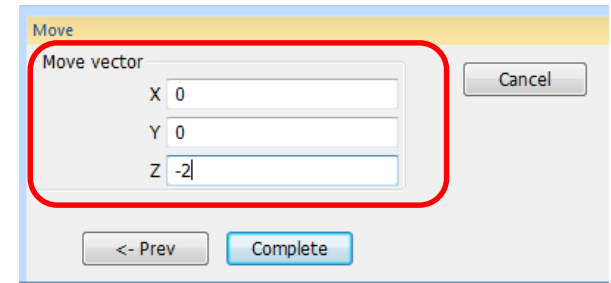 Move
Move vector
Cancel
X 0
Y 0
Z -2
<- Prev
Complete